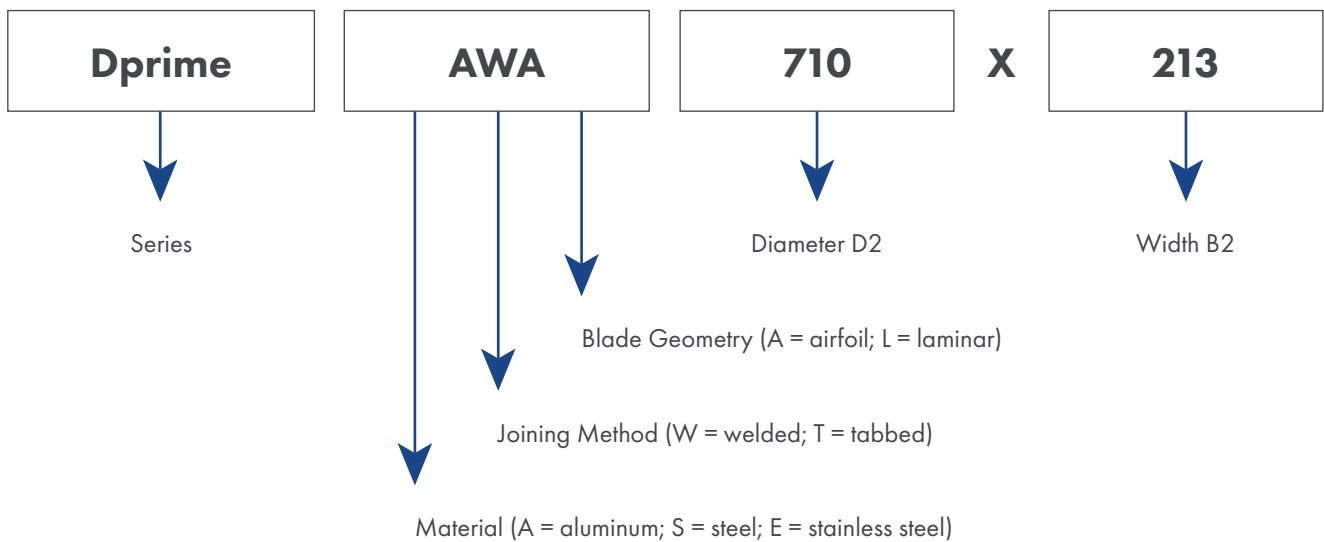 Dprime AWA 710 X 213
Series Diameter D2 Width B2
Blade Geometry (A = airfoil; L = laminar)
Joining Method (W = welded; T = tabbed)
Material (A = aluminum; S = steel; E = stainless steel)